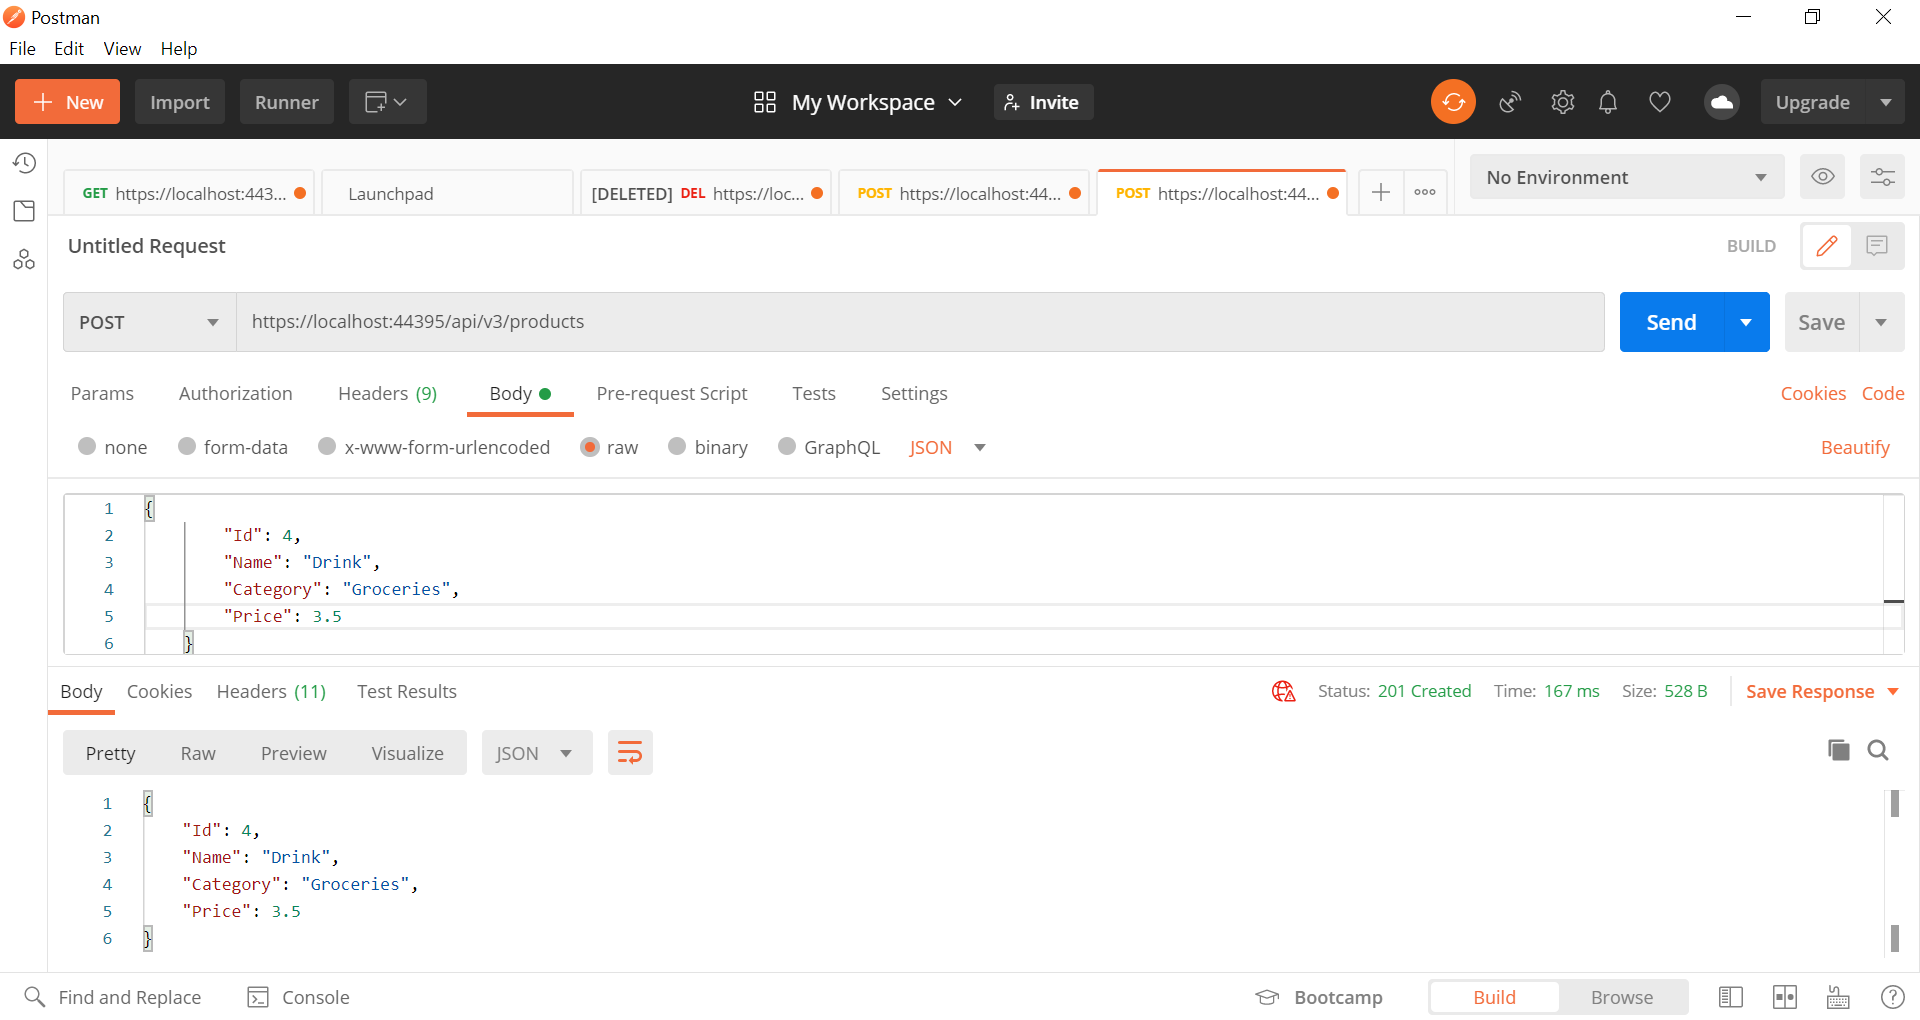 Postman
File Edit View Help
New Import Runner My Workspace Invite Upgrade
GET https://localhost:443... Launchpad [DELETED] DEL https://loc... POST https://localhost:44... POST https://localhost:44... No Environment
Untitled Request BUILD
POST https://localhost:44395/api/v3/products Send Save
Params Authorization Headers (9) Body Pre-request Script Tests Settings Cookies Code
none form-data x-www-form-urlencoded raw binary GraphQL JSON Beautify
1 {
2 "Id": 4,
3 "Name": "Drink",
4 "Category": "Groceries",
5 "Price": 3.5
6 }
Body Cookies Headers (11) Test Results Status: 201 Created Time: 167 ms Size: 528 B Save Response
Pretty Raw Preview Visualize JSON
1 {
2 "Id": 4,
3 "Name": "Drink",
4 "Category": "Groceries",
5 "Price": 3.5
6 }
Find and Replace Console Bootcamp Build Browse